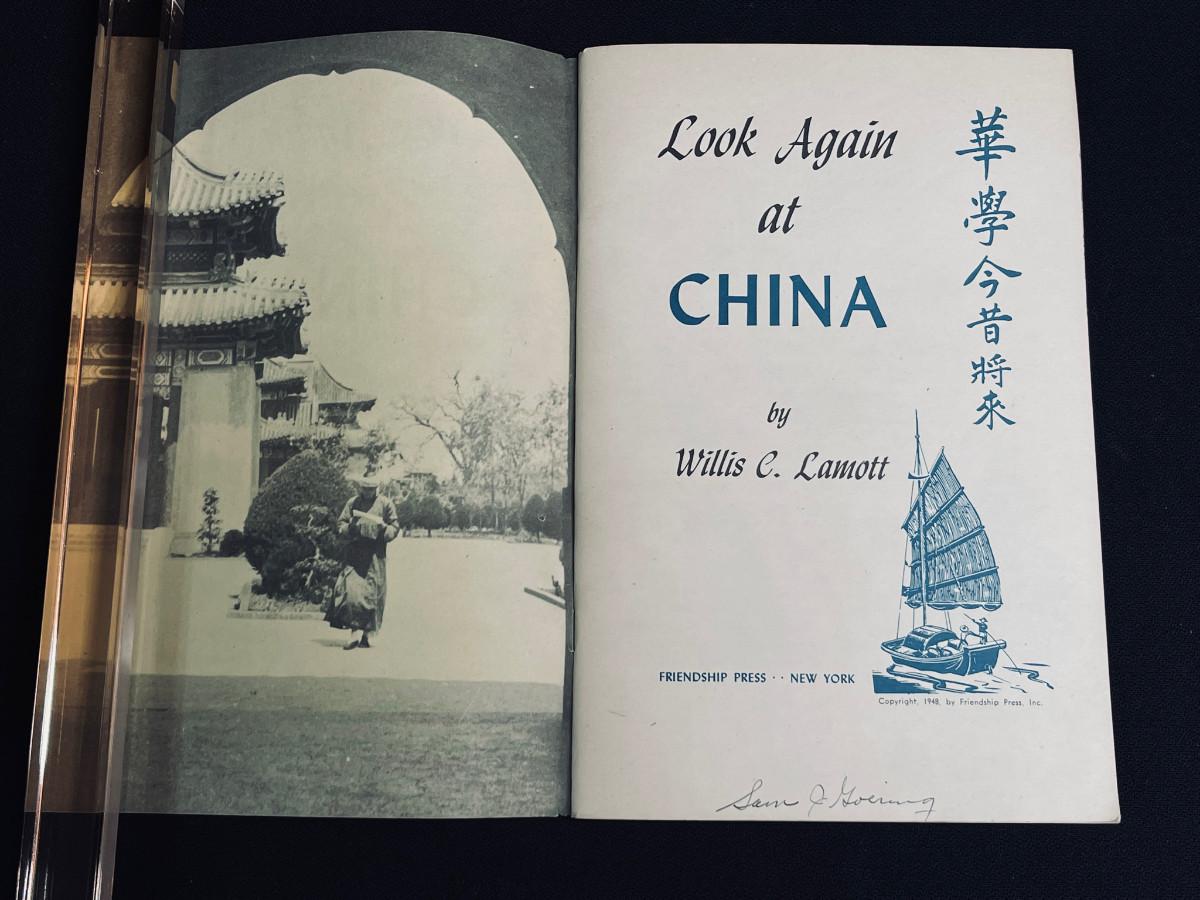 Look Again
at
CHINA
by
Willis C. Lamott
華學今昔將來
FRIENDSHIP PRESS · · NEW YORK
Copyright, 1948, by Friendship Press, Inc.
Sam J Goering